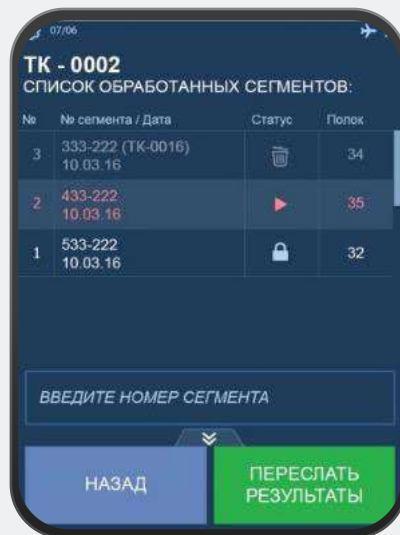 07/06
ТК - 0002
СПИСОК ОБРАБОТАННЫХ СЕГМЕНТОВ:
№ № сегмента / Дата Статус Полок
3 333-222 (ТК-0016) 34
10.03.16
2 433-222 35
10.03.16
1 533-222 32
10.03.16
ВВЕДИТЕ НОМЕР СЕГМЕНТА
НАЗАД
ПЕРЕСЛАТЬ
РЕЗУЛЬТАТЫ